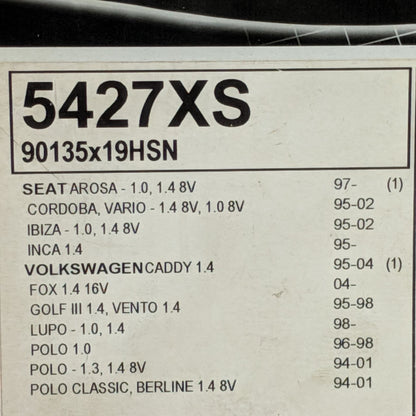 5427XS
90135x19HSN
SEAT AROSA - 1.0, 1.4 8V 97- (1)
CORDOBA, VARIO - 1.4 8V, 1.0 8V 95-02
IBIZA - 1.0, 1.4 8V 95-02
INCA 1.4 95-
VOLKSWAGEN CADDY 1.4 95-04 (1)
FOX 1.4 16V 04-
GOLF III 1.4, VENTO 1.4 95-98
LUPO - 1.0, 1.4 98-
POLO 1.0 96-98
POLO - 1.3, 1.4 8V 94-01
POLO CLASSIC, BERLINE 1.4 8V 94-01